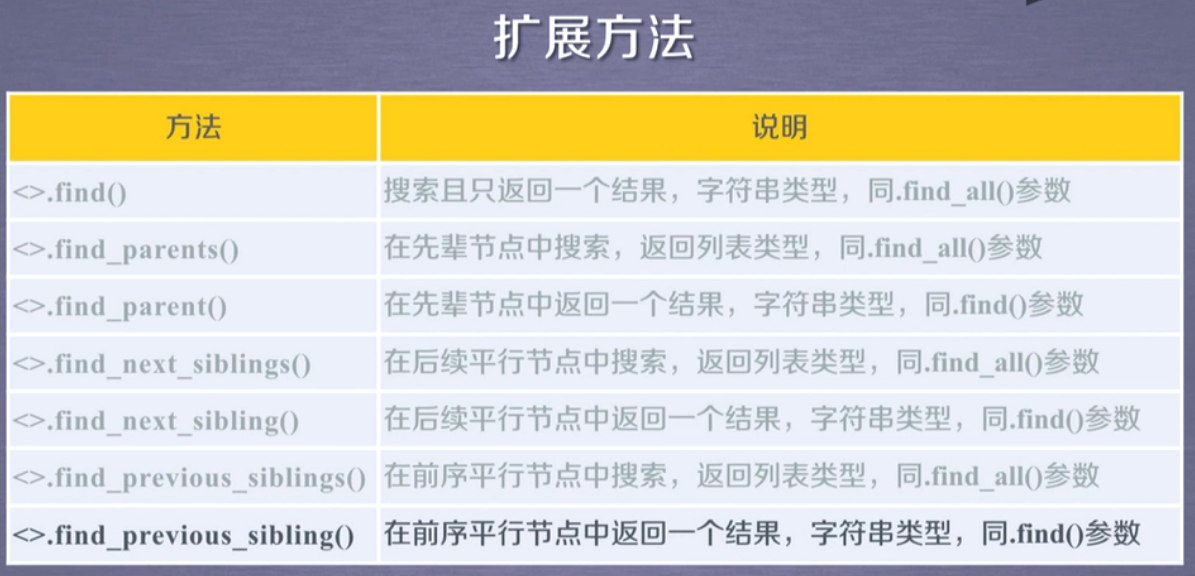 扩展方法
方法 说明
<>.find() 搜索且只返回一个结果，字符串类型，同.find_all()参数
<>.find_parents() 在先辈节点中搜索，返回列表类型，同.find_all()参数
<>.find_parent() 在先辈节点中返回一个结果，字符串类型，同.find()参数
<>.find_next_siblings() 在后续平行节点中搜索，返回列表类型，同.find_all()参数
<>.find_next_sibling() 在后续平行节点中返回一个结果，字符串类型，同.find()参数
<>.find_previous_siblings() 在前序平行节点中搜索，返回列表类型，同.find_all()参数
<>.find_previous_sibling() 在前序平行节点中返回一个结果，字符串类型，同.find()参数